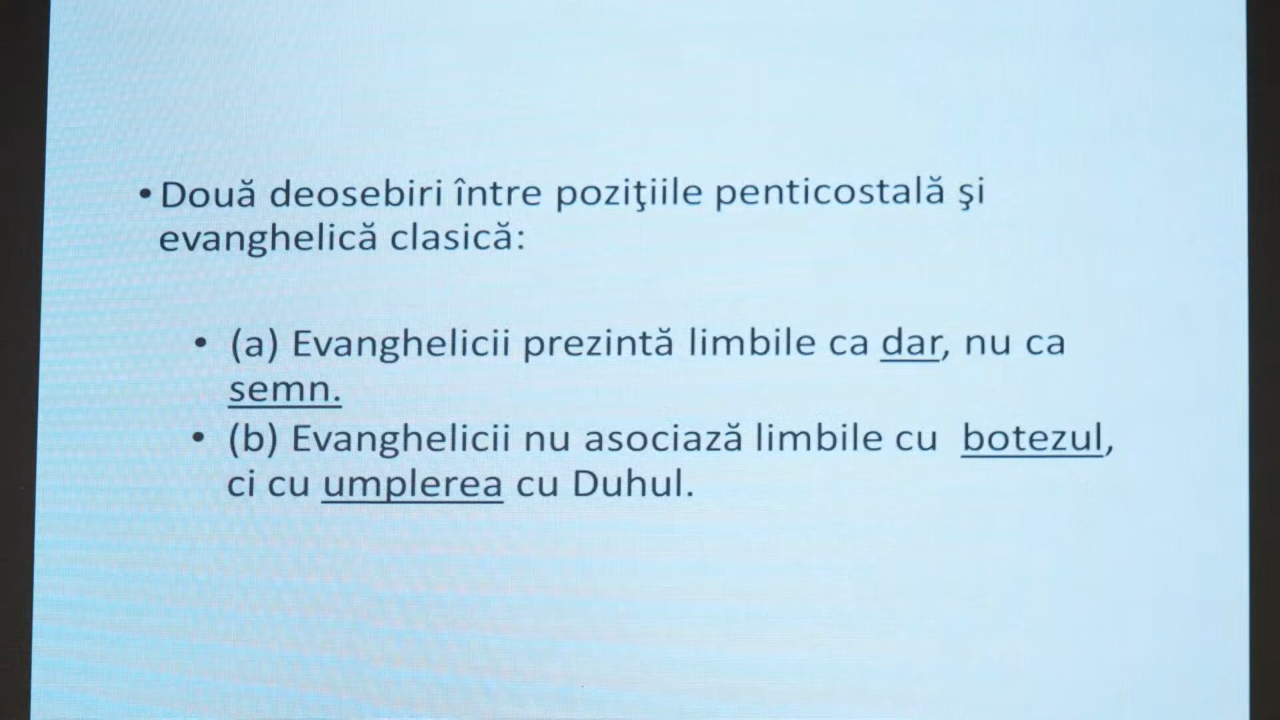 • Două deosebiri între poziţiile penticostală şi
evanghelică clasică:
• (a) Evanghelicii prezintă limbile ca dar, nu ca
semn.
• (b) Evanghelicii nu asociază limbile cu botezul,
ci cu umplerea cu Duhul.